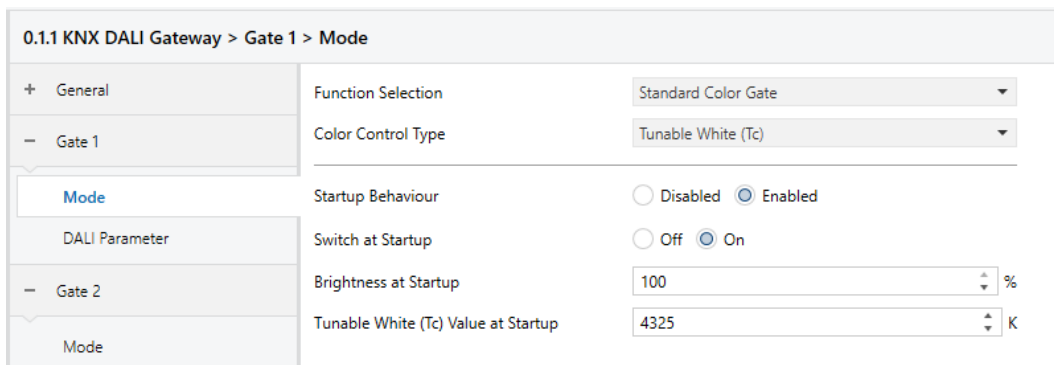 0.1.1 KNX DALI Gateway > Gate 1 > Mode
+ General
− Gate 1
Mode
DALI Parameter
− Gate 2
Mode
Function Selection Standard Color Gate
Color Control Type Tunable White (Tc)
Startup Behaviour Disabled Enabled
Switch at Startup Off On
Brightness at Startup 100 %
Tunable White (Tc) Value at Startup 4325 K